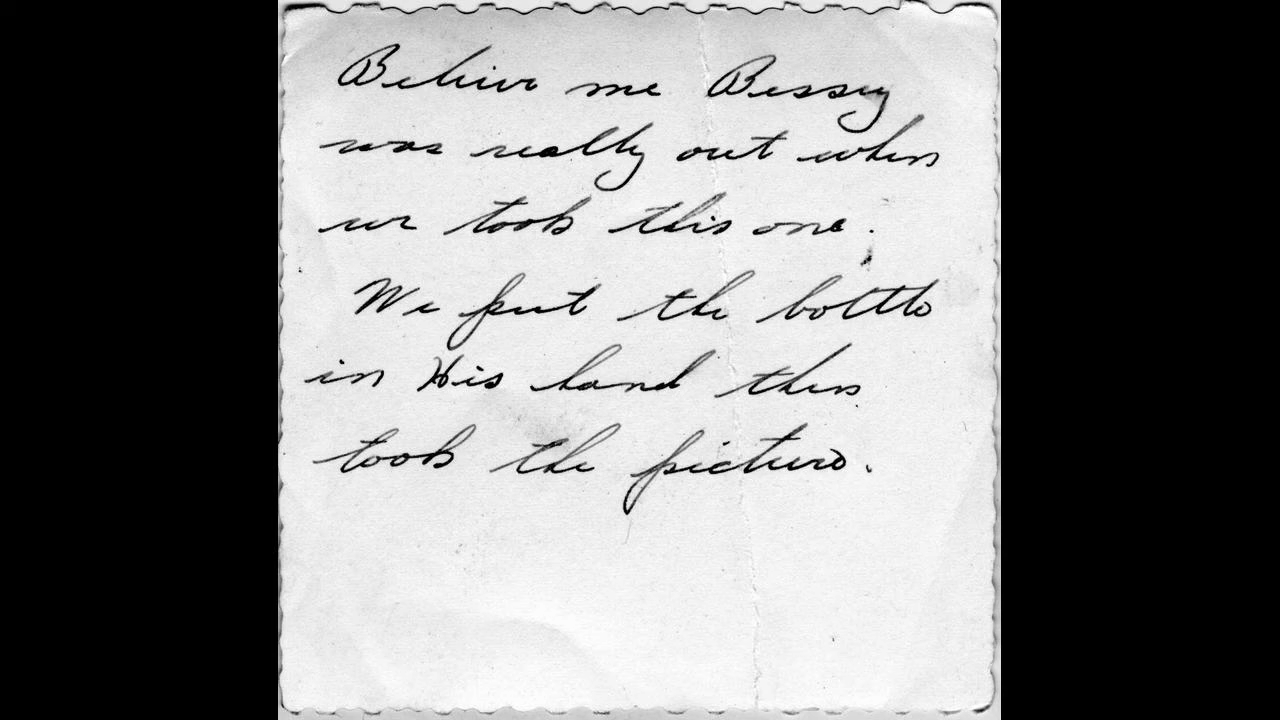 Believe me Bessey
was really out when
we took this one.
We put the bottle
in His hand then
took the picture.